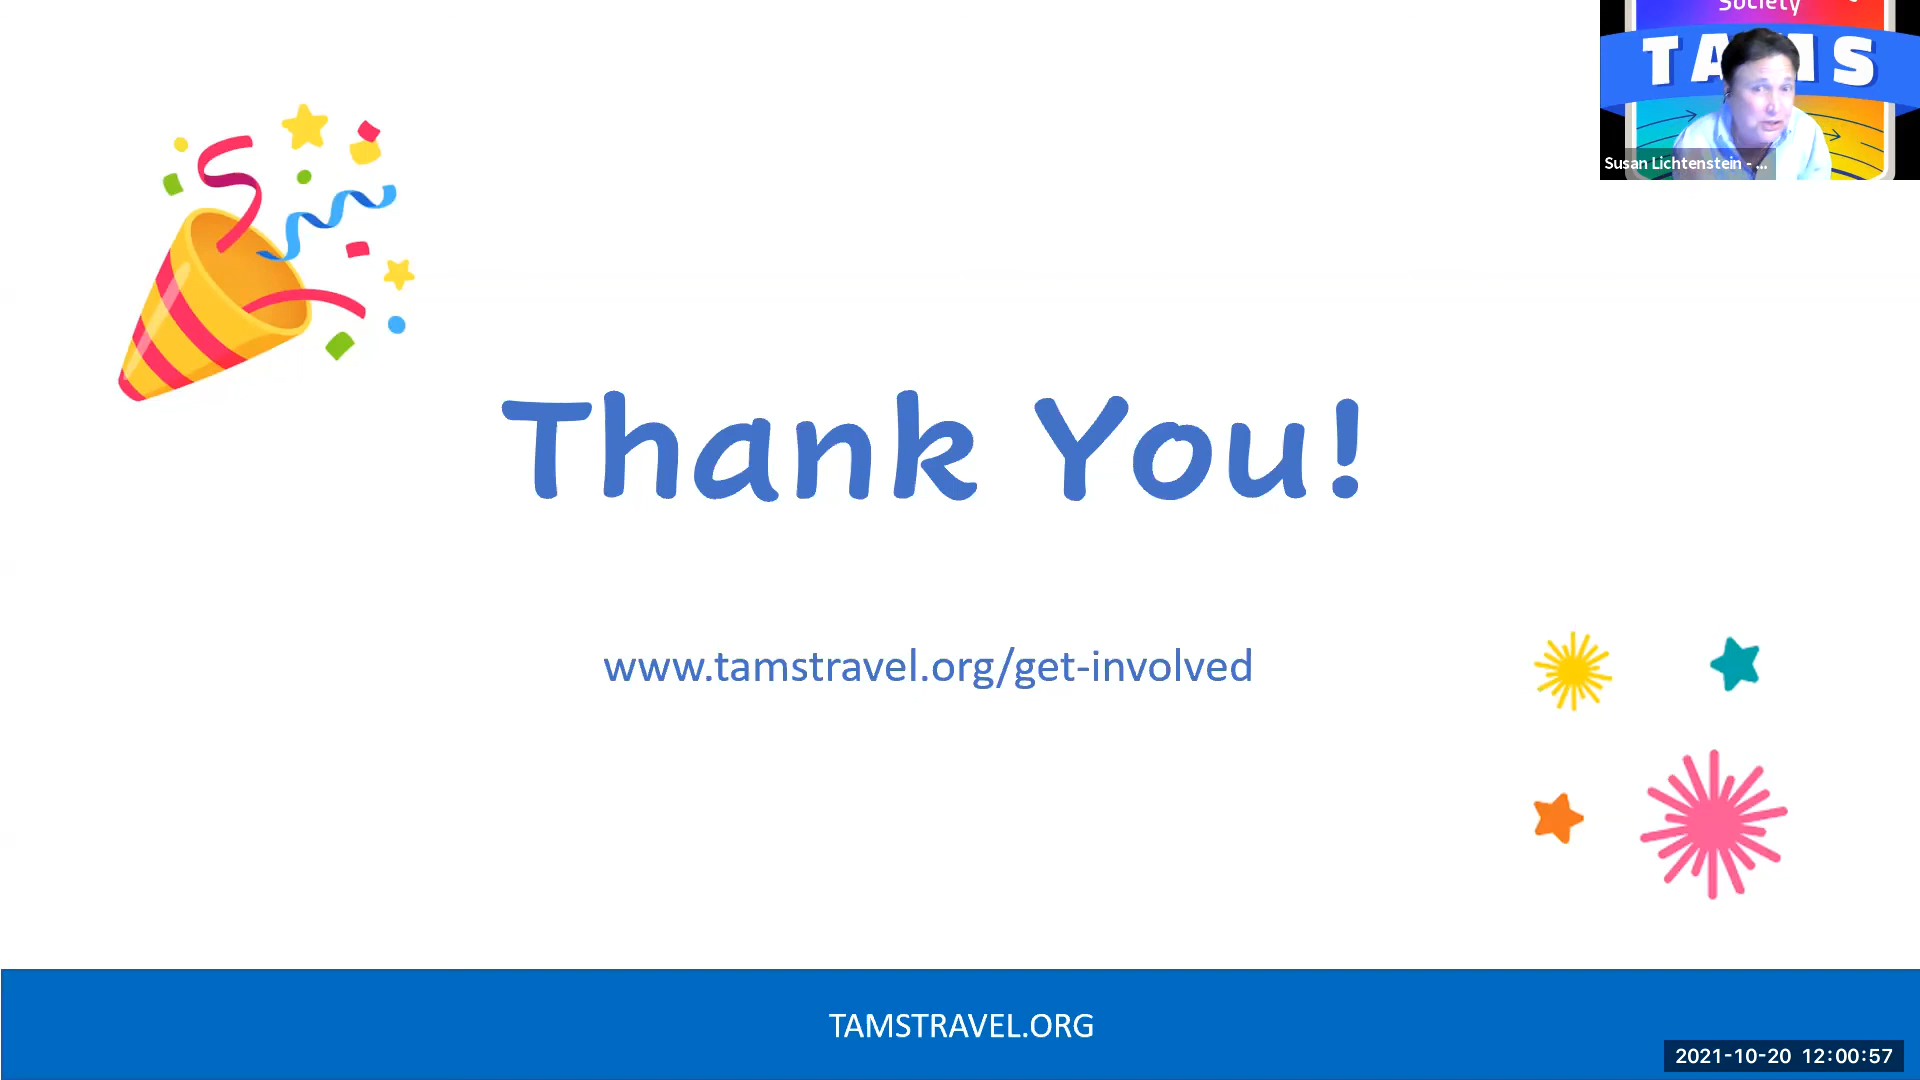 Society
TAMS
Susan Lichtenstein - ...
Thank You!
www.tamstravel.org/get-involved
TAMSTRAVEL.ORG
2021-10-20 12:00:57